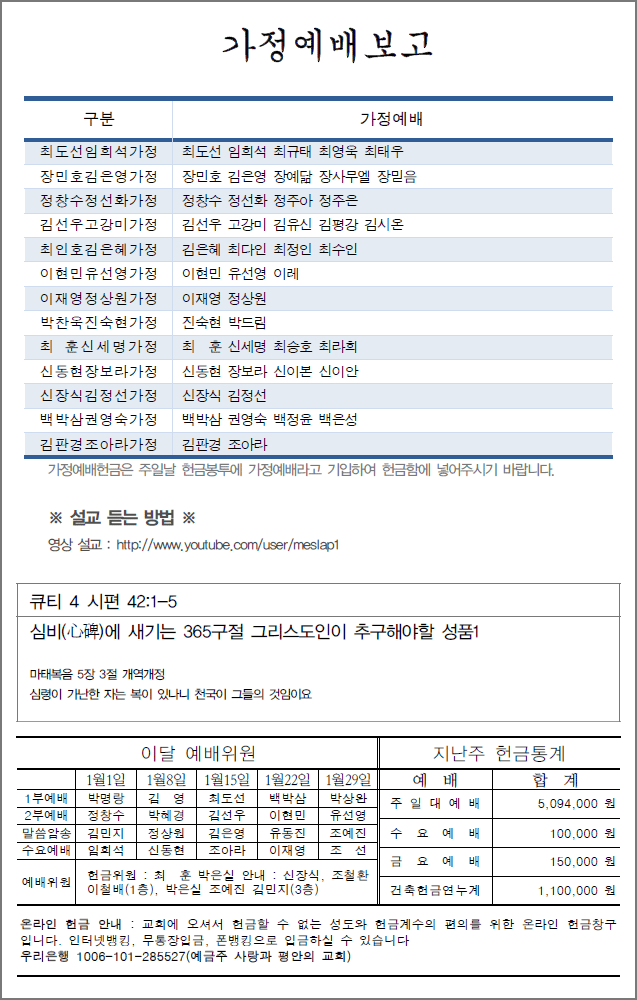 가정예배보고
구분 가정예배
최도선임희석가정 최도선 임희석 최규태 최영욱 최태우
장민호김은영가정 장민호 김은영 장예닮 장사무엘 장믿음
정창수정선화가정 정창수 정선화 정주아 정주은
김선우고강미가정 김선우 고강미 김유신 김평강 김시온
최인호김은혜가정 김은혜 최다인 최정인 최수인
이현민유선영가정 이현민 유선영 이레
이재영정상원가정 이재영 정상원
박찬욱진숙현가정 진숙현 박드림
최 훈신세명가정 최 훈 신세명 최승호 최라희
신동현장보라가정 신동현 장보라 신이본 신이안
신장식김정선가정 신장식 김정선
백박삼권영숙가정 백박삼 권영숙 백정윤 백은성
김판경조아라가정 김판경 조아라
가정예배헌금은 주일날 헌금봉투에 가정예배라고 기입하여 헌금함에 넣어주시기 바랍니다.
※ 설교 듣는 방법 ※
영상 설교 : http://www.youtube.com/user/meslap1
큐티 4 시편 42:1-5
심비(心碑)에 새기는 365구절 그리스도인이 추구해야할 성품1
마태복음 5장 3절 개역개정
심령이 가난한 자는 복이 있나니 천국이 그들의 것임이요
이달 예배위원
1월1일 1월8일 1월15일 1월22일 1월29일
1부예배 박명랑 김 영 최도선 백박삼 박상완
2부예배 정창수 박혜경 김선우 이현민 유선영
말씀암송 김민지 정상원 김은영 유동진 조예진
수요예배 임희석 신동현 조아라 이재영 조 선
예배위원 헌금위원 : 최 훈 박은실 안내 : 신장식, 조철환
이철배(1층), 박은실 조예진 김민지(3층)
지난주 헌금통계
예 배 합 계
주 일 대 예 배 5,094,000 원
수 요 예 배 100,000 원
금 요 예 배 150,000 원
건축헌금연누계 1,100,000 원
온라인 헌금 안내 : 교회에 오셔서 헌금할 수 없는 성도와 헌금계수의 편의를 위한 온라인 헌금창구
입니다. 인터넷뱅킹, 무통장입금, 폰뱅킹으로 입금하실 수 있습니다
우리은행 1006-101-285527(예금주 사랑과 평안의 교회)